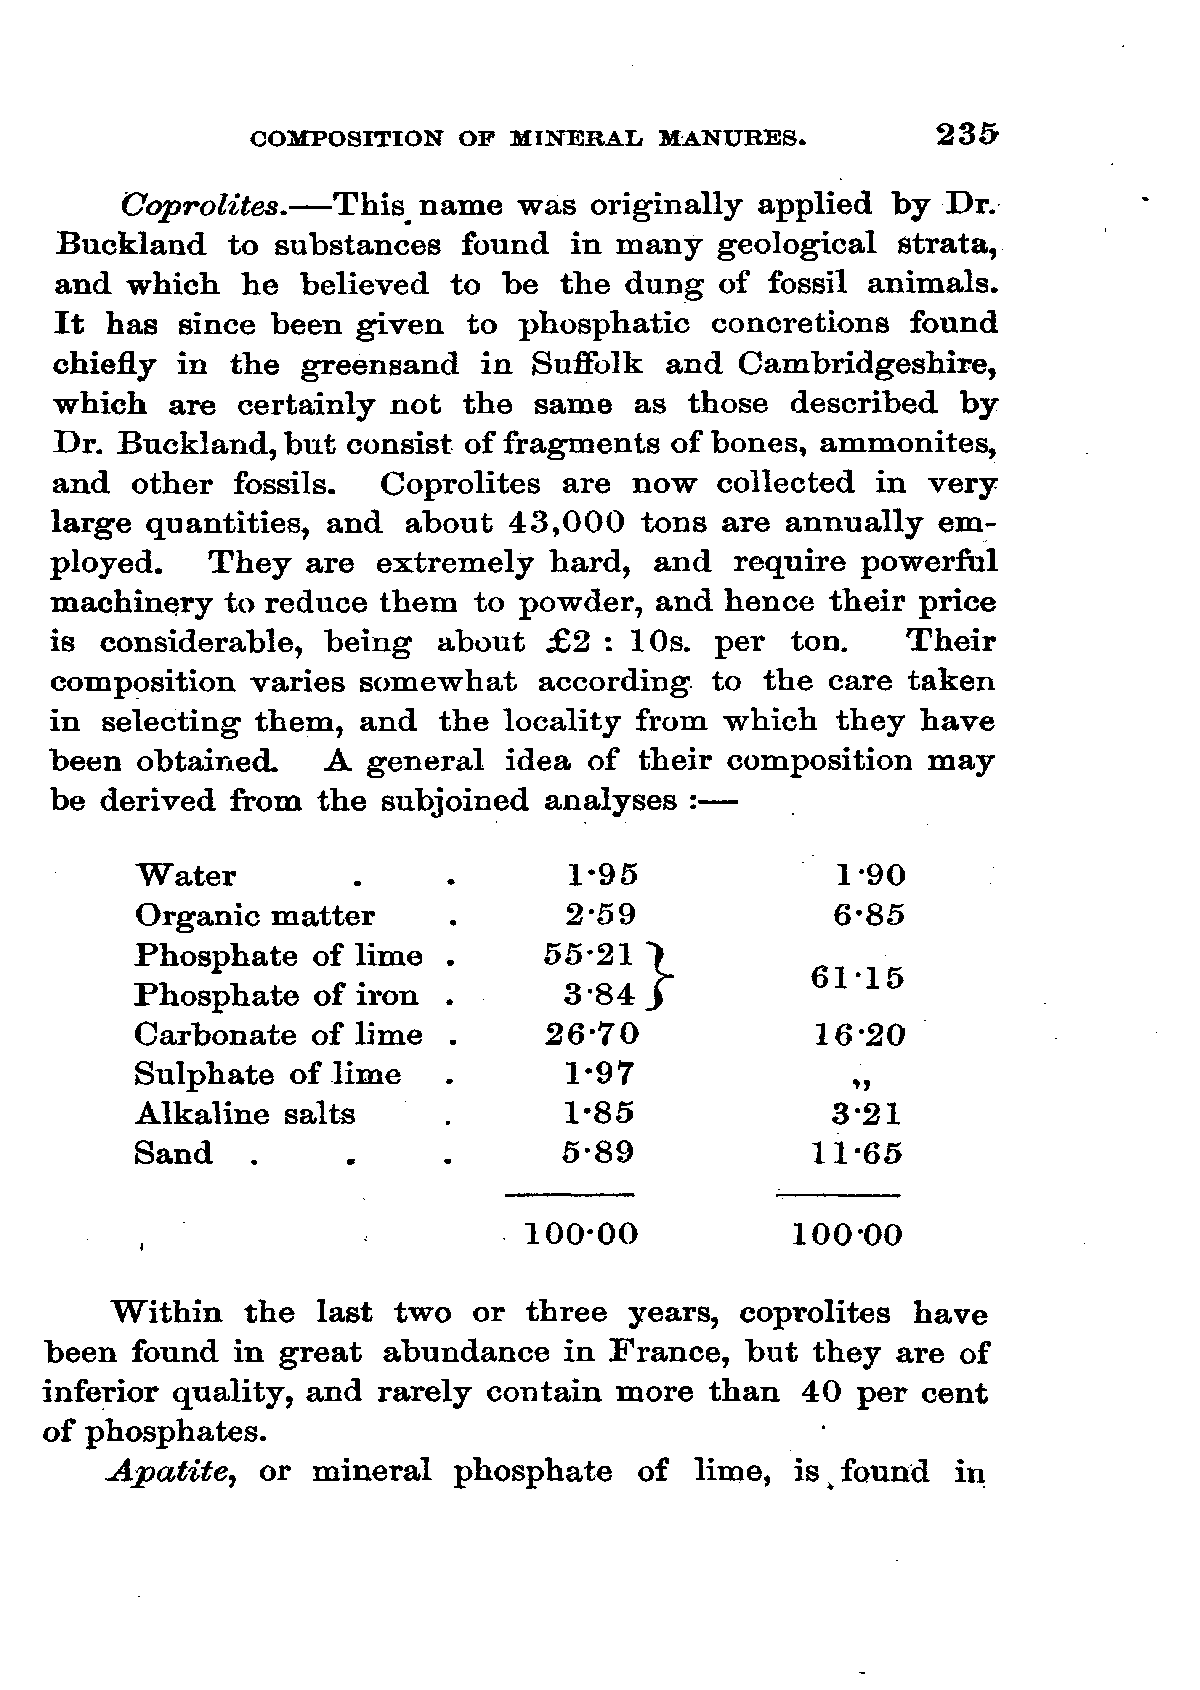 COMPOSITION OF MINERAL MANURES. 235
Coprolites.—This name was originally applied by Dr.
Buckland to substances found in many geological strata,
and which he believed to be the dung of fossil animals.
It has since been given to phosphatic concretions found
chiefly in the greensand in Suffolk and Cambridgeshire,
which are certainly not the same as those described by
Dr. Buckland, but consist of fragments of bones, ammonites,
and other fossils. Coprolites are now collected in very
large quantities, and about 43,000 tons are annually em-
ployed. They are extremely hard, and require powerful
machinery to reduce them to powder, and hence their price
is considerable, being about £2 : 10s. per ton. Their
composition varies somewhat according to the care taken
in selecting them, and the locality from which they have
been obtained. A general idea of their composition may
be derived from the subjoined analyses :—
Water . . 1·95 1·90
Organic matter . 2·59 6·85
Phosphate of lime . 55·21 }
Phosphate of iron . 3·84 } 61·15
Carbonate of lime . 26·70 16·20
Sulphate of lime . 1·97 „
Alkaline salts . 1·85 3·21
Sand . . . 5·89 11·65
100·00 100·00
Within the last two or three years, coprolites have
been found in great abundance in France, but they are of
inferior quality, and rarely contain more than 40 per cent
of phosphates.
Apatite, or mineral phosphate of lime, is found in